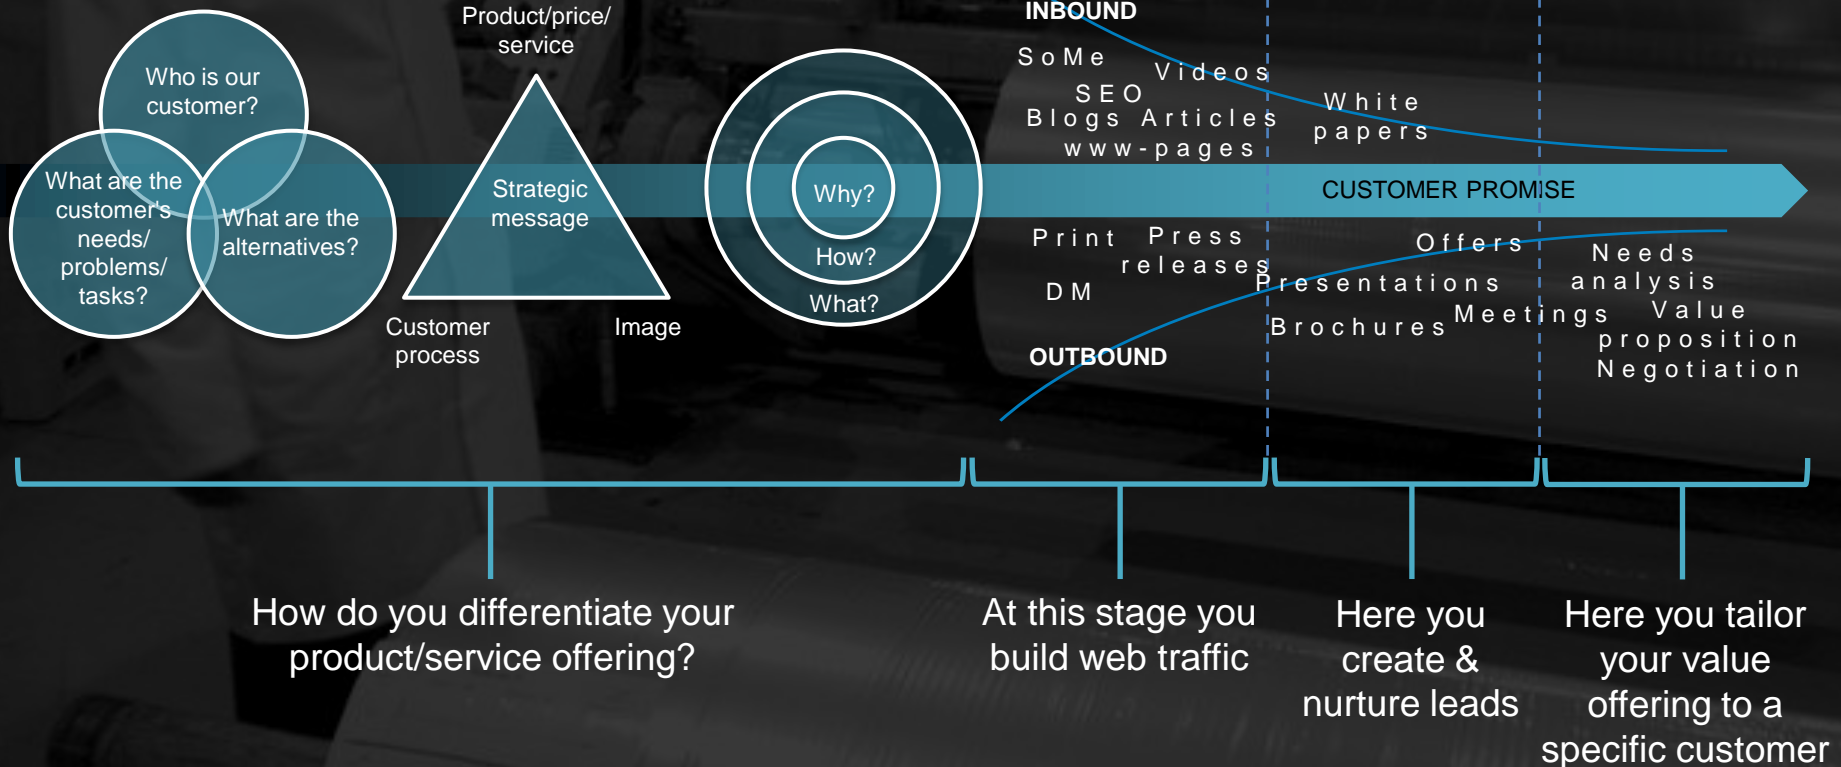 Who is our
customer?
What are the
customer's
needs/
problems/
tasks?
What are the
alternatives?
Product/price/
service
Strategic
message
Customer
process
Image
Why?
How?
What?
INBOUND
SoMe
Videos
SEO
Blogs Articles
www-pages
White
papers
CUSTOMER PROMISE
Print
Press
releases
DM
OUTBOUND
Offers
Presentations
Brochures
Meetings
Needs
analysis
Value
proposition
Negotiation
How do you differentiate your
product/service offering?
At this stage you
build web traffic
Here you
create &
nurture leads
Here you tailor
your value
offering to a
specific customer